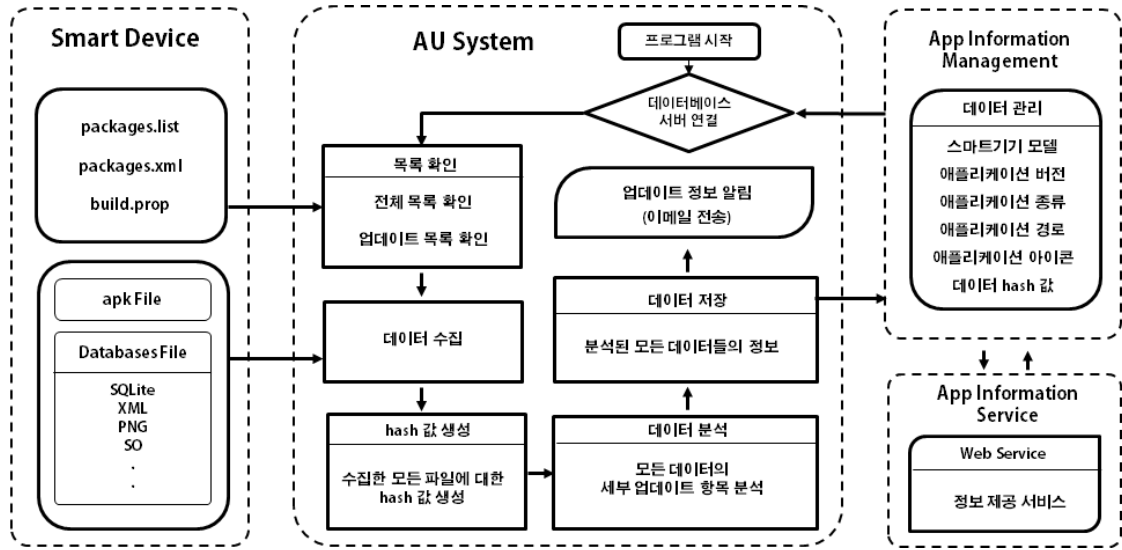 Smart Device
packages.list
packages.xml
build.prop
apk File
Databases File
SQLite
XML
PNG
SO
.
.
AU System
프로그램 시작
데이터베이스
서버 연결
목록 확인
전체 목록 확인
업데이트 목록 확인
데이터 수집
hash 값 생성
수집한 모든 파일에 대한
hash 값 생성
업데이트 정보 알림
(이메일 전송)
데이터 저장
분석된 모든 데이터들의 정보
데이터 분석
모든 데이터의
세부 업데이트 항목 분석
App Information
Management
데이터 관리
스마트기기 모델
애플리케이션 버전
애플리케이션 종류
애플리케이션 경로
애플리케이션 아이콘
데이터 hash 값
App Information
Service
Web Service
정보 제공 서비스